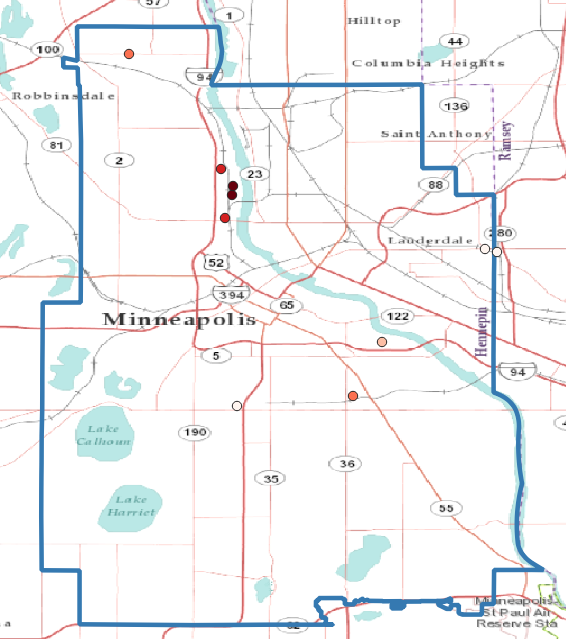 57
1
Hilltop
44
100
94
Columbia Heights
Robbinsdale
136
Saint Anthony
Ramsey
81
2
23
88
280
Lauderdale
52
394
65
Minneapolis
122
Hennepin
5
94
Lake
Calhoun
190
36
35
Lake
Harriet
55
62
Minneapolis-
St Paul Air
Reserve Sta